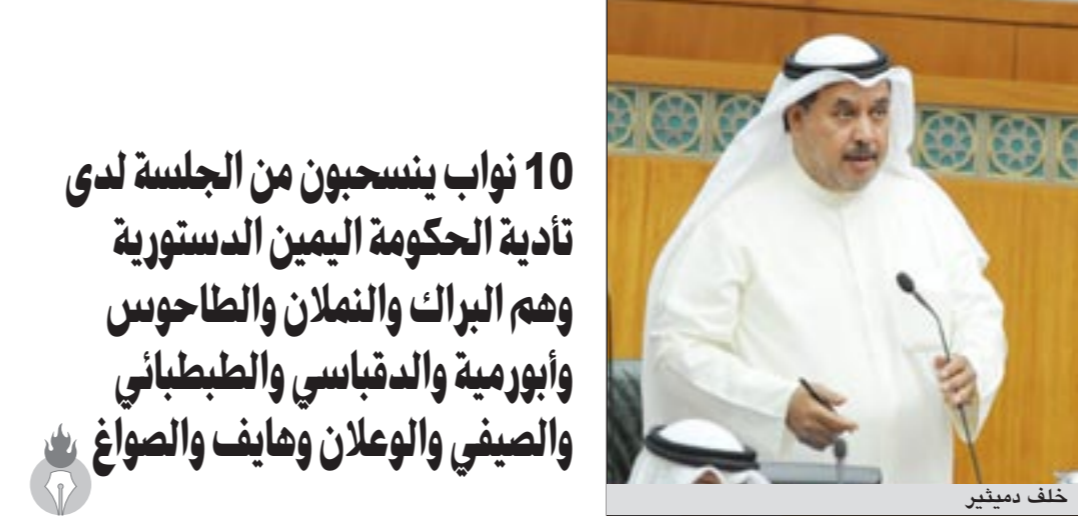 10 نواب ينسحبون من الجلسة لدى
تأدية الحكومة اليمين الدستورية
وهم البراك والنملان والطاحوس
وأبورمية والدقباسي والطبطبائي
والصيفي والوعلان وهايف والصواغ
خلف دميثير